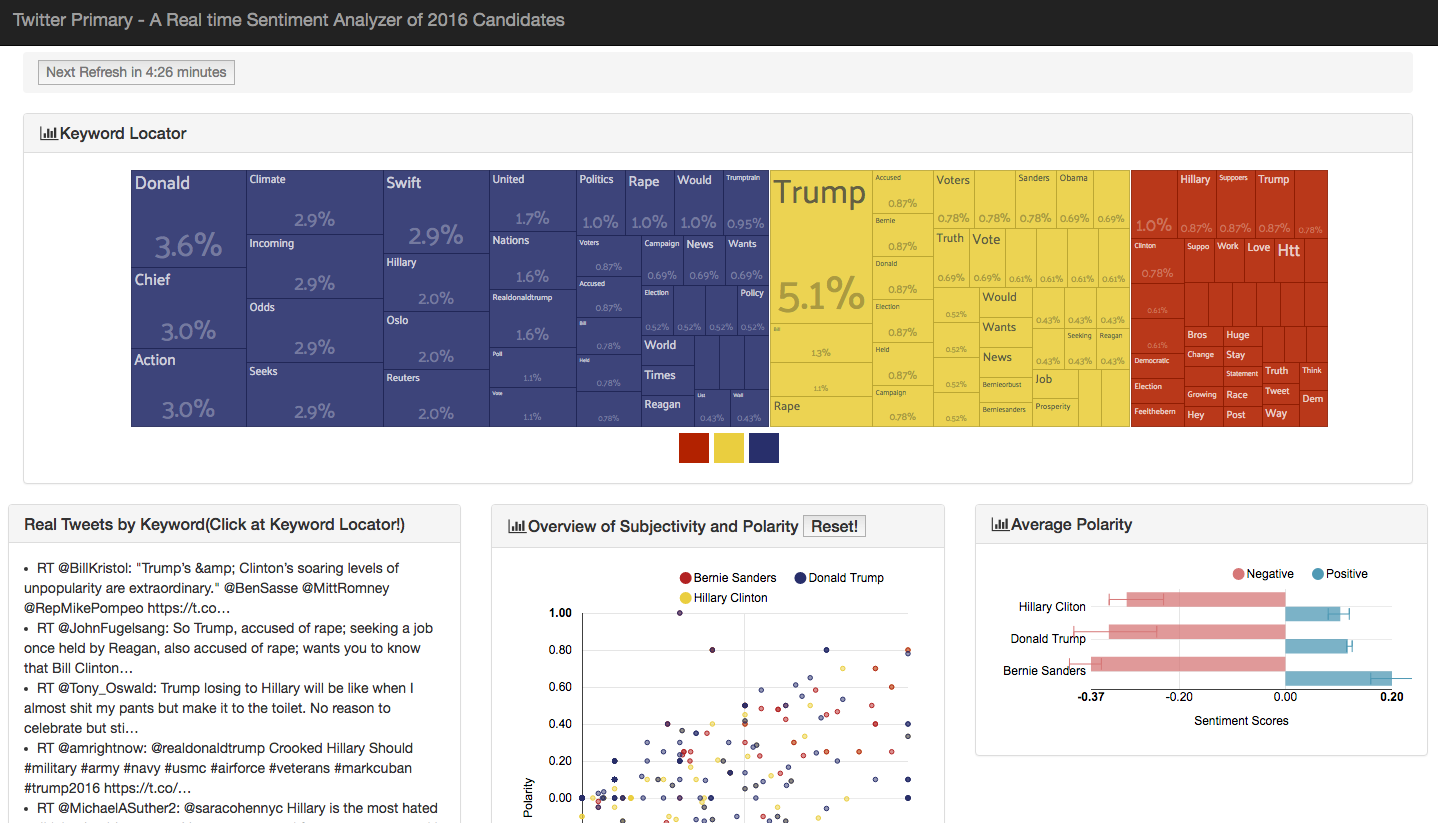 Twitter Primary - A Real time Sentiment Analyzer of 2016 Candidates
Next Refresh in 4:26 minutes
Keyword Locator
Donald
3.6%
Chief
3.0%
Action
3.0%
Climate
2.9%
Incoming
2.9%
Odds
2.9%
Seeks
2.9%
Swift
2.9%
Hillary
2.0%
Oslo
2.0%
Reuters
2.0%
United
1.7%
Nations
1.6%
Realdonaldtrump
1.6%
Poll
1.1%
Vote
1.1%
Politics
1.0%
Rape
1.0%
Would
1.0%
Trumptrain
0.95%
Voters
0.87%
Accused
0.87%
Bill
0.78%
Held
0.78%
0.78%
Campaign
0.69%
News
0.69%
Wants
0.69%
Election
0.52%
0.52%
0.52%
Policy
0.52%
World
Times
Reagan
List
0.43%
Wall
0.43%
Trump
5.1%
1.3%
1.1%
Rape
Accused
0.87%
Bernie
0.87%
Donald
0.87%
Election
0.87%
Held
0.87%
Campaign
0.78%
Voters
0.78%
0.78%
Sanders
0.78%
Obama
0.69%
0.69%
Truth
0.69%
Vote
0.69%
0.61%
0.61%
0.61%
0.61%
0.52%
0.52%
0.52%
0.52%
Would
Wants
News
Bernieorbust
Berniesanders
0.43%
0.43%
0.43%
0.43%
Seeking
0.43%
Reagan
0.43%
Job
Prosperity
1.0%
Hillary
0.87%
Suppoers
0.87%
Trump
0.87%
0.78%
Clinton
0.78%
0.61%
0.61%
Democratic
Election
Feelthebern
Suppo
Work
Love
Htt
Bros
Huge
Change
Stay
Statement
Growing
Race
Hey
Post
Truth
Think
Tweet
Dem
Way
Real Tweets by Keyword(Click at Keyword Locator!)
RT @BillKristol: "Trump's &amp; Clinton's soaring levels of
unpopularity are extraordinary." @BenSasse @MittRomney
@RepMikePompeo https://t.co…
RT @JohnFugelsang: So Trump, accused of rape; seeking a job
once held by Reagan, also accused of rape; wants you to know
that Bill Clinton…
RT @Tony_Oswald: Trump losing to Hillary will be like when I
almost shit my pants but make it to the toilet. No reason to
celebrate but sti…
RT @amrightnow: @realdonaldtrump Crooked Hillary Should
#military #army #navy #usmc #airforce #veterans #markcuban
#trump2016 https://t.co/…
RT @MichaelASuther2: @saracohennyc Hillary is the most hated
Overview of Subjectivity and Polarity Reset!
Bernie Sanders
Donald Trump
Hillary Clinton
1.00
0.80
0.60
0.40
0.20
0.00
Polarity
Average Polarity
Negative
Positive
Hillary Cliton
Donald Trump
Bernie Sanders
-0.37
-0.20
0.00
0.20
Sentiment Scores